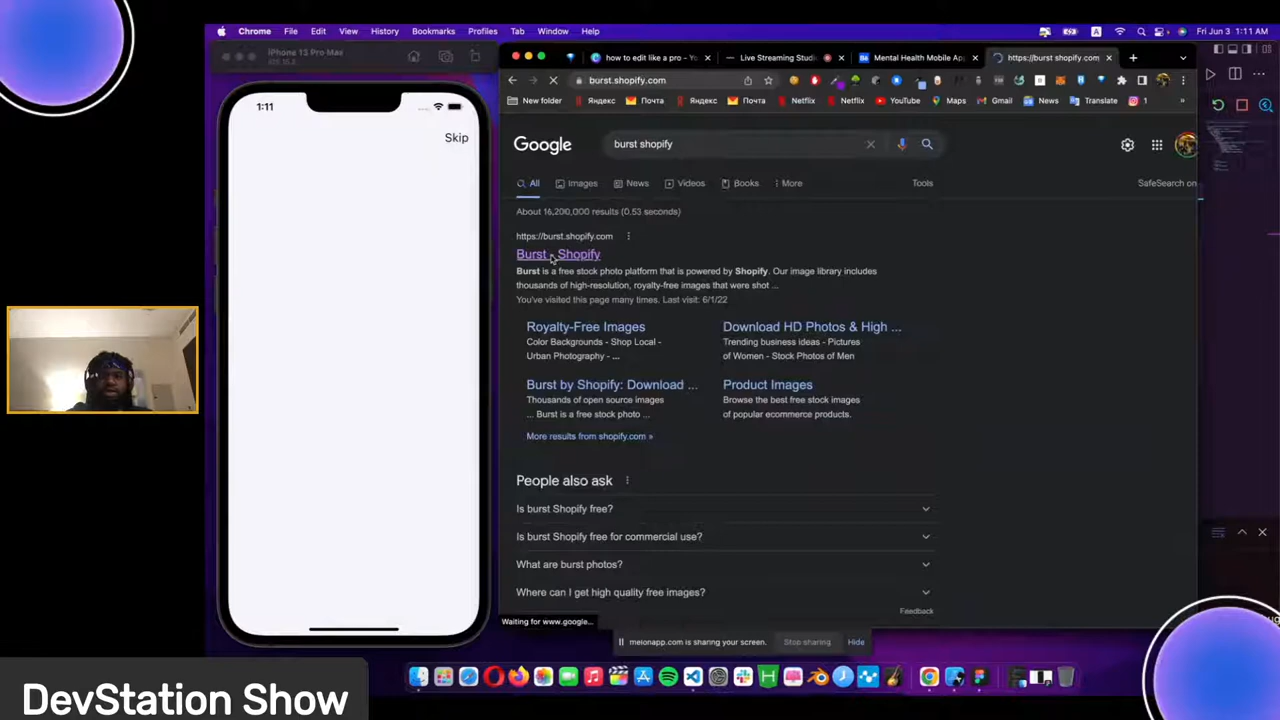 Chrome File Edit View History Bookmarks Profiles Tab Window Help
Fri Jun 3 1:11 AM
iPhone 13 Pro Max
how to edit like a pro - Yo
Live Streaming Studio
Mental Health Mobile Ap
https://burst shopify.com
burst.shopify.com
New folder Яндекс Почта Яндекс Почта Netflix Netflix YouTube Maps Gmail News Translate 1
1:11
Skip
Google
burst shopify
All Images News Videos Books More Tools SafeSearch on
About 16,200,000 results (0.53 seconds)
https://burst.shopify.com
Burst - Shopify
Burst is a free stock photo platform that is powered by Shopify. Our image library includes
thousands of high-resolution, royalty-free images that were shot ...
You've visited this page many times. Last visit: 6/1/22
Royalty-Free Images
Color Backgrounds - Shop Local -
Urban Photography - ...
Download HD Photos & High ...
Trending business ideas - Pictures
of Women - Stock Photos of Men
Burst by Shopify: Download ...
Thousands of open source images
... Burst is a free stock photo ...
Product Images
Browse the best free stock images
of popular ecommerce products.
More results from shopify.com »
People also ask
Is burst Shopify free?
Is burst Shopify free for commercial use?
What are burst photos?
Where can I get high quality free images?
Feedback
Waiting for www.google...
meionapp.com is sharing your screen. Stop sharing Hide
DevStation Show